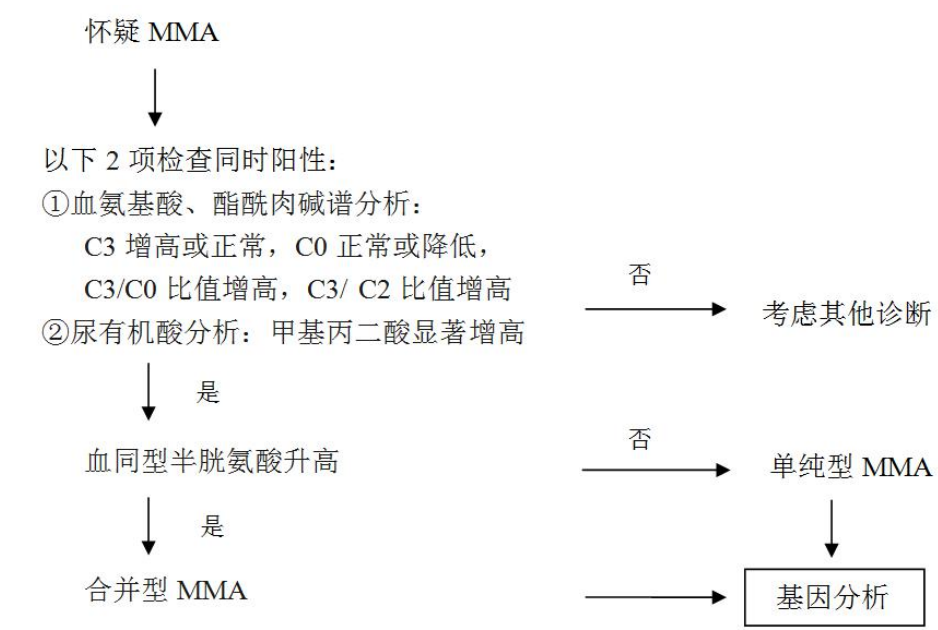 怀疑 MMA
以下 2 项检查同时阳性：
①血氨基酸、酯酰肉碱谱分析：
C3 增高或正常，C0 正常或降低，
C3/C0 比值增高，C3/ C2 比值增高
否
考虑其他诊断
②尿有机酸分析：甲基丙二酸显著增高
是
血同型半胱氨酸升高
否
单纯型 MMA
是
合并型 MMA
基因分析